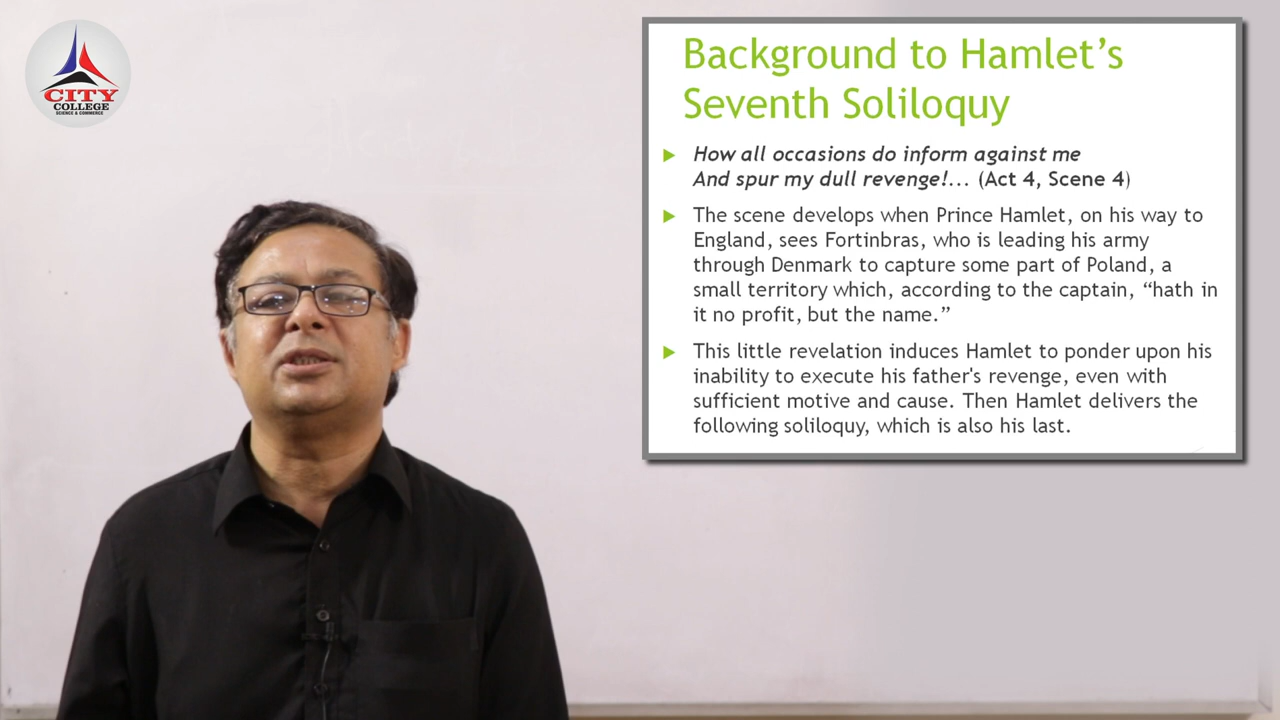 CITY
COLLEGE
SCIENCE & COMMERCE
Background to Hamlet’s
Seventh Soliloquy
How all occasions do inform against me
And spur my dull revenge!... (Act 4, Scene 4)
The scene develops when Prince Hamlet, on his way to
England, sees Fortinbras, who is leading his army
through Denmark to capture some part of Poland, a
small territory which, according to the captain, “hath in
it no profit, but the name.”
This little revelation induces Hamlet to ponder upon his
inability to execute his father's revenge, even with
sufficient motive and cause. Then Hamlet delivers the
following soliloquy, which is also his last.